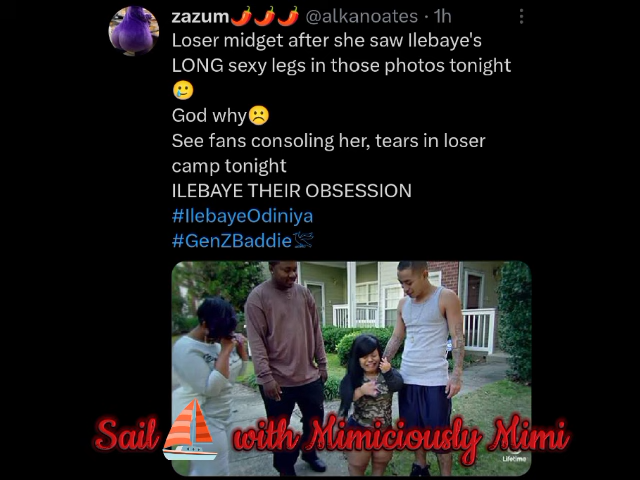 zazum🌶️🌶️🌶️ @alkanoates · 1h
Loser midget after she saw Ilebaye's
LONG sexy legs in those photos tonight
🥲
God why☹️
See fans consoling her, tears in loser
camp tonight
ILEBAYE THEIR OBSESSION
#IlebayeOdiniya
#GenZBaddie
Sail⛵ with Mimiciously Mimi
Lifetime